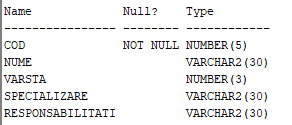 Name Null? Type
---------------- -------- ------------
COD NOT NULL NUMBER(5)
NUME VARCHAR2(30)
VARSTA NUMBER(3)
SPECIALIZARE VARCHAR2(30)
RESPONSABILITATI VARCHAR2(30)